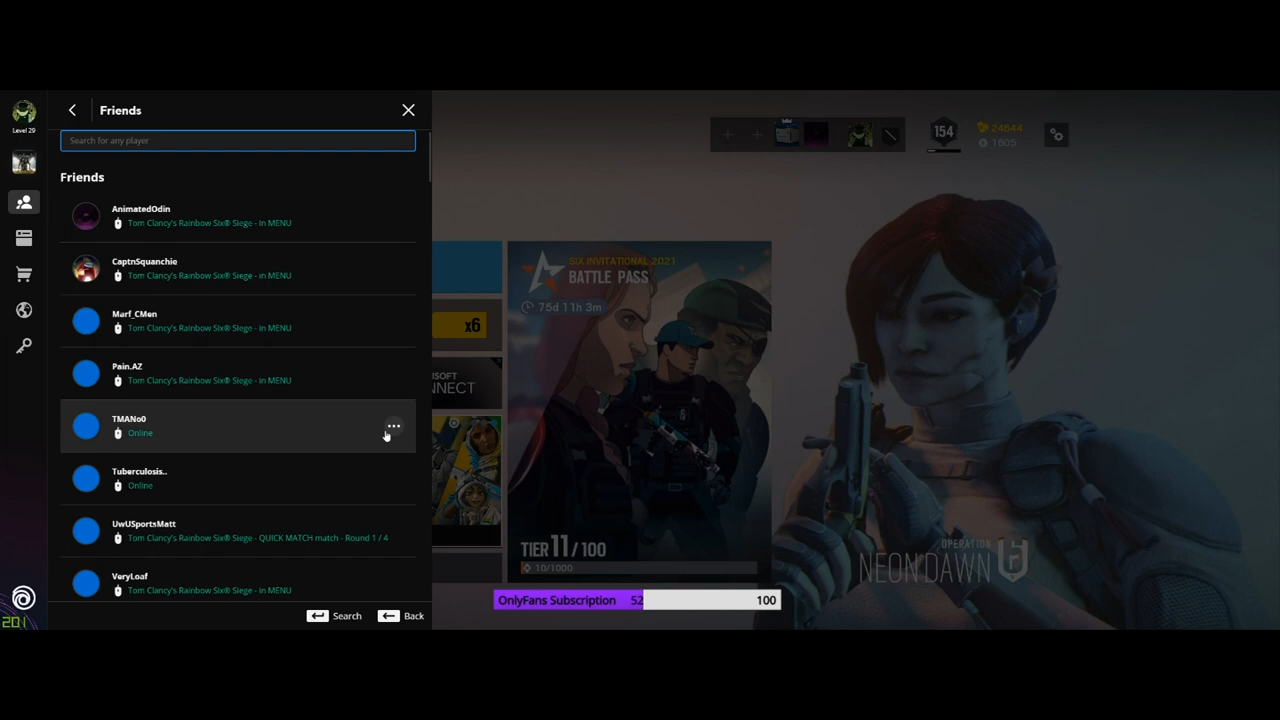 Friends
Level 29
Search for any player
Friends
AnimatedOdin
Tom Clancy's Rainbow Six® Siege - in MENU
CaptnSquanchie
Tom Clancy's Rainbow Six® Siege - in MENU
Marf_CMen
Tom Clancy's Rainbow Six® Siege - in MENU
Pain.AZ
Tom Clancy's Rainbow Six® Siege - in MENU
TMANo0
Online
Tuberculosis..
Online
UwUSportsMatt
Tom Clancy's Rainbow Six® Siege - QUICK MATCH match - Round 1 / 4
VeryLoaf
Tom Clancy's Rainbow Six® Siege - in MENU
Search
Back
201
154
24644
1605
x6
SOFT
NNECT
SIX INVITATIONAL 2021
BATTLE PASS
75d 11h 3m
TIER 11 / 100
10/1000
OPERATION
NEON DAWN
OnlyFans Subscription 52 100